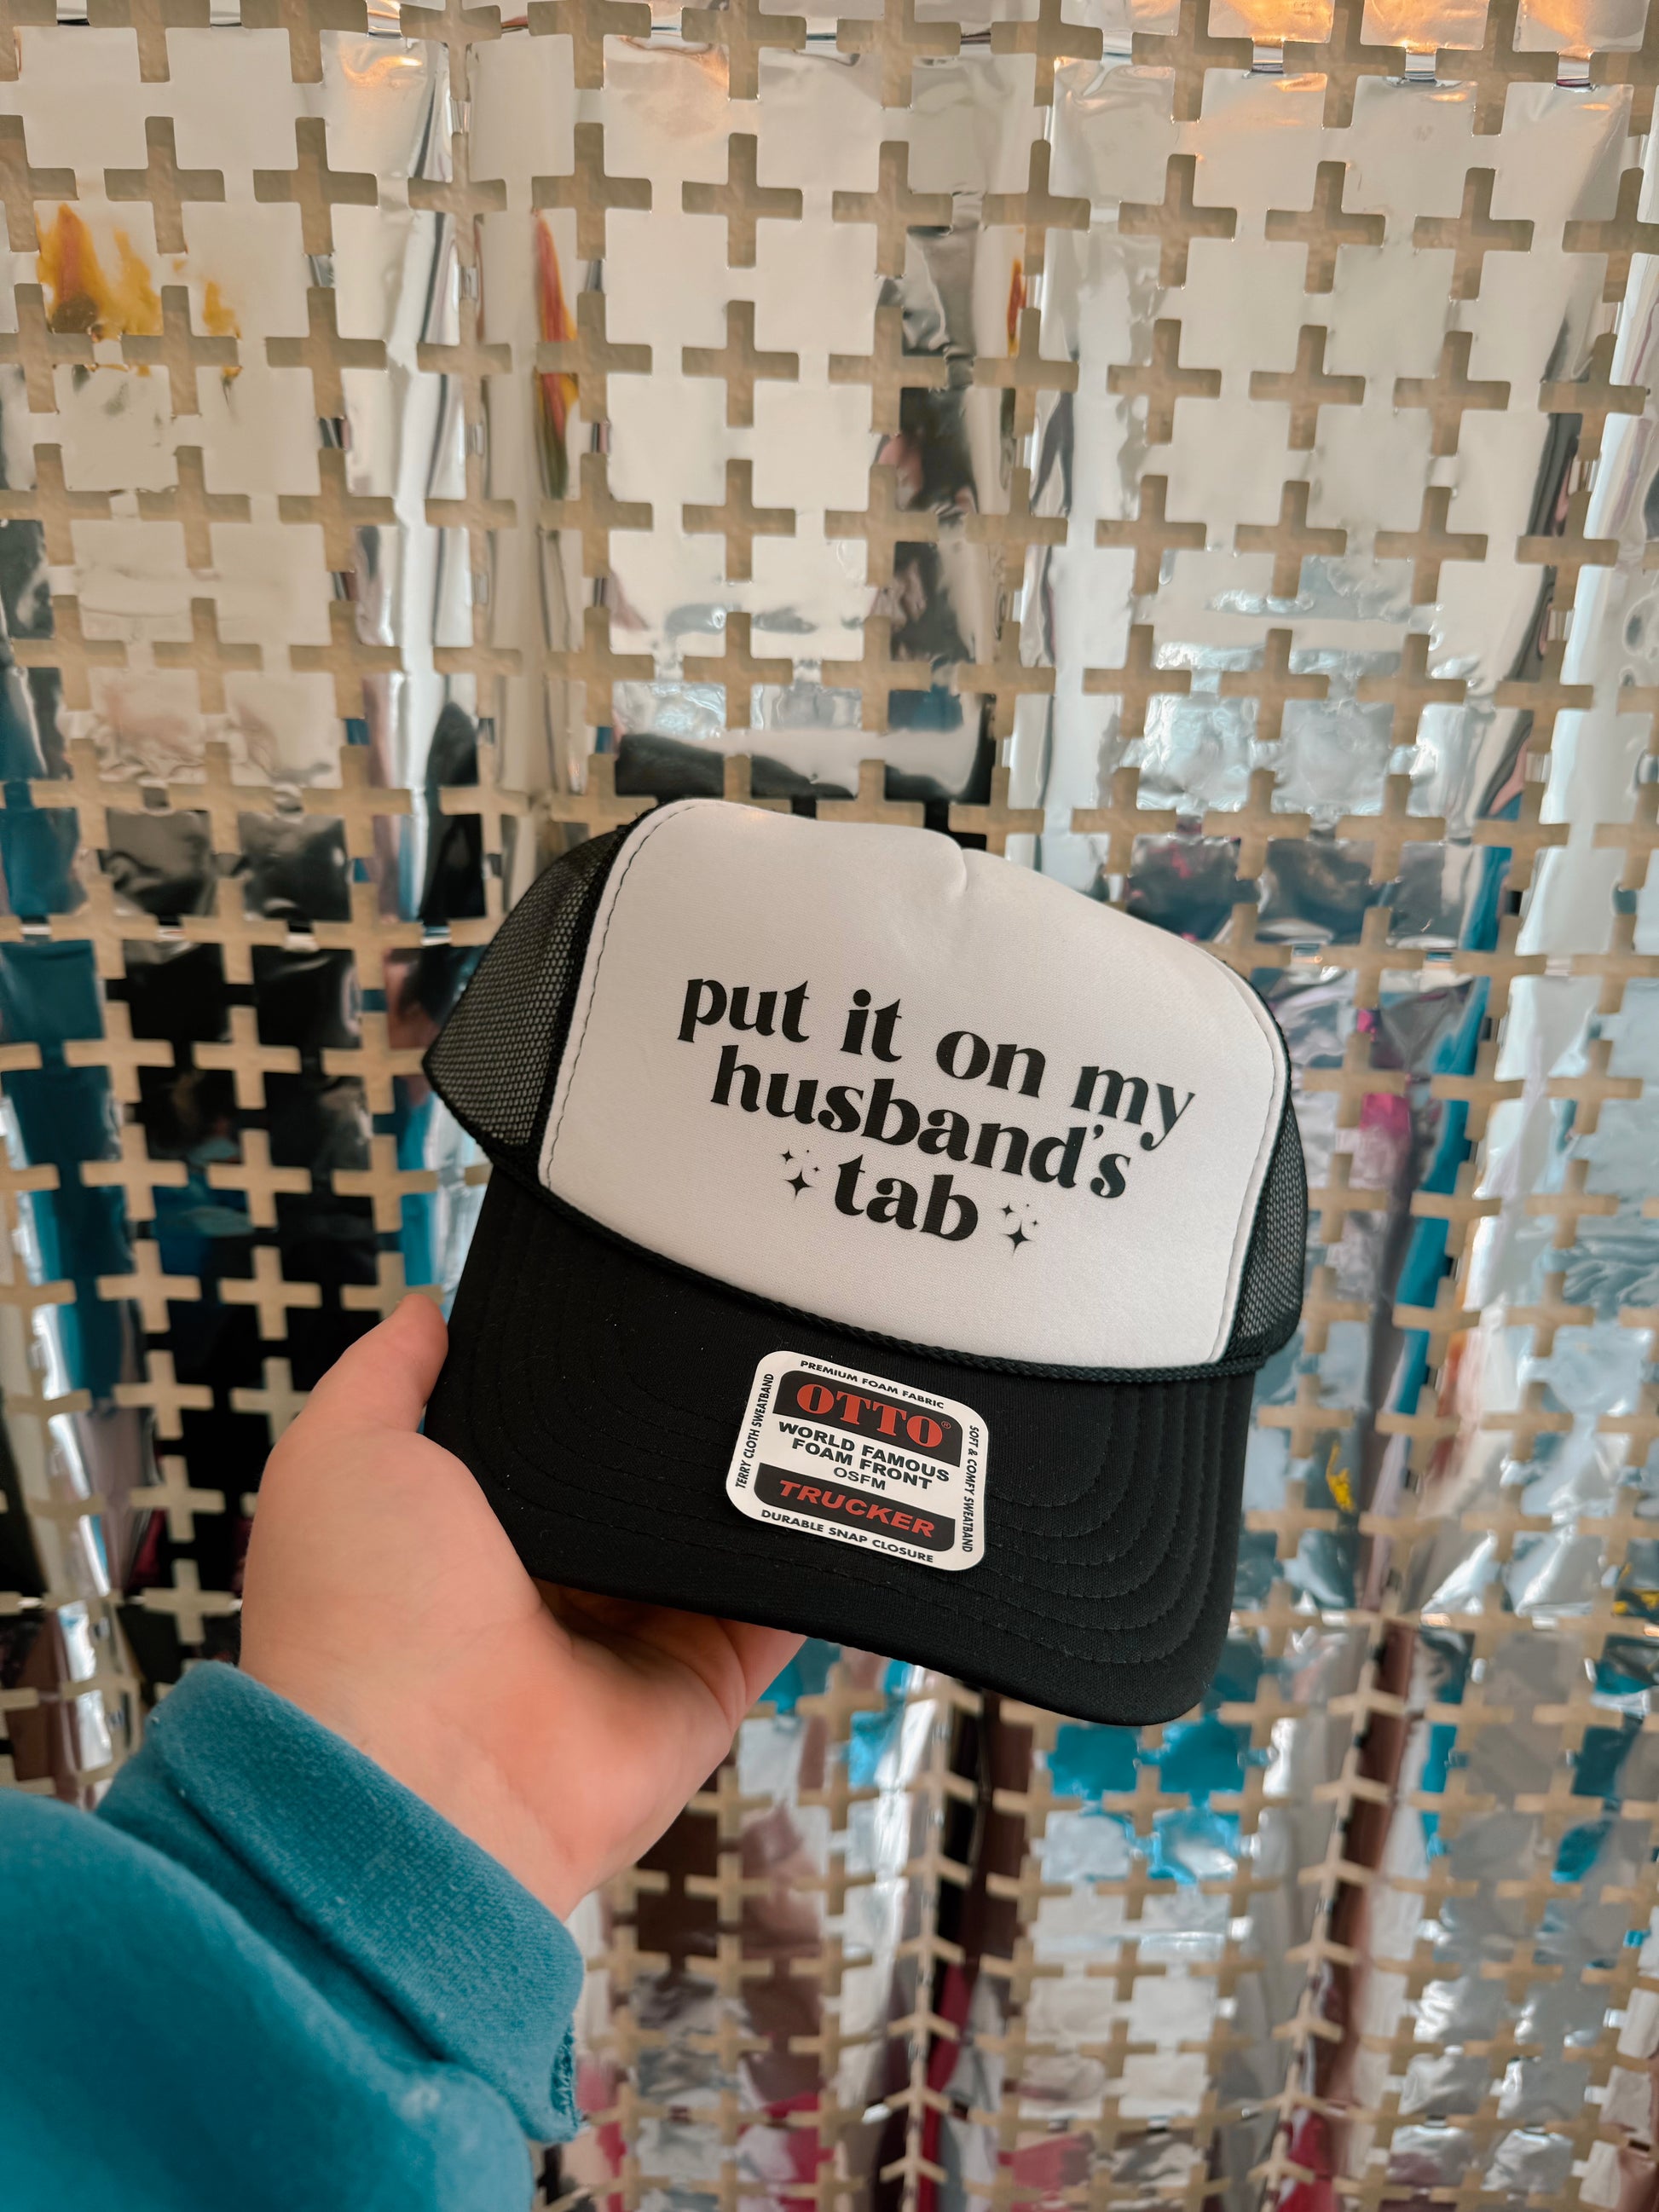 put it on my
husband's
tab
PREMIUM FOAM FABRIC
OTTO®
WORLD FAMOUS
FOAM FRONT
OSFM
TRUCKER
DURABLE SNAP CLOSURE
TERRY CLOTH SWEATBAND
SOFT & COMFY SWEATBAND